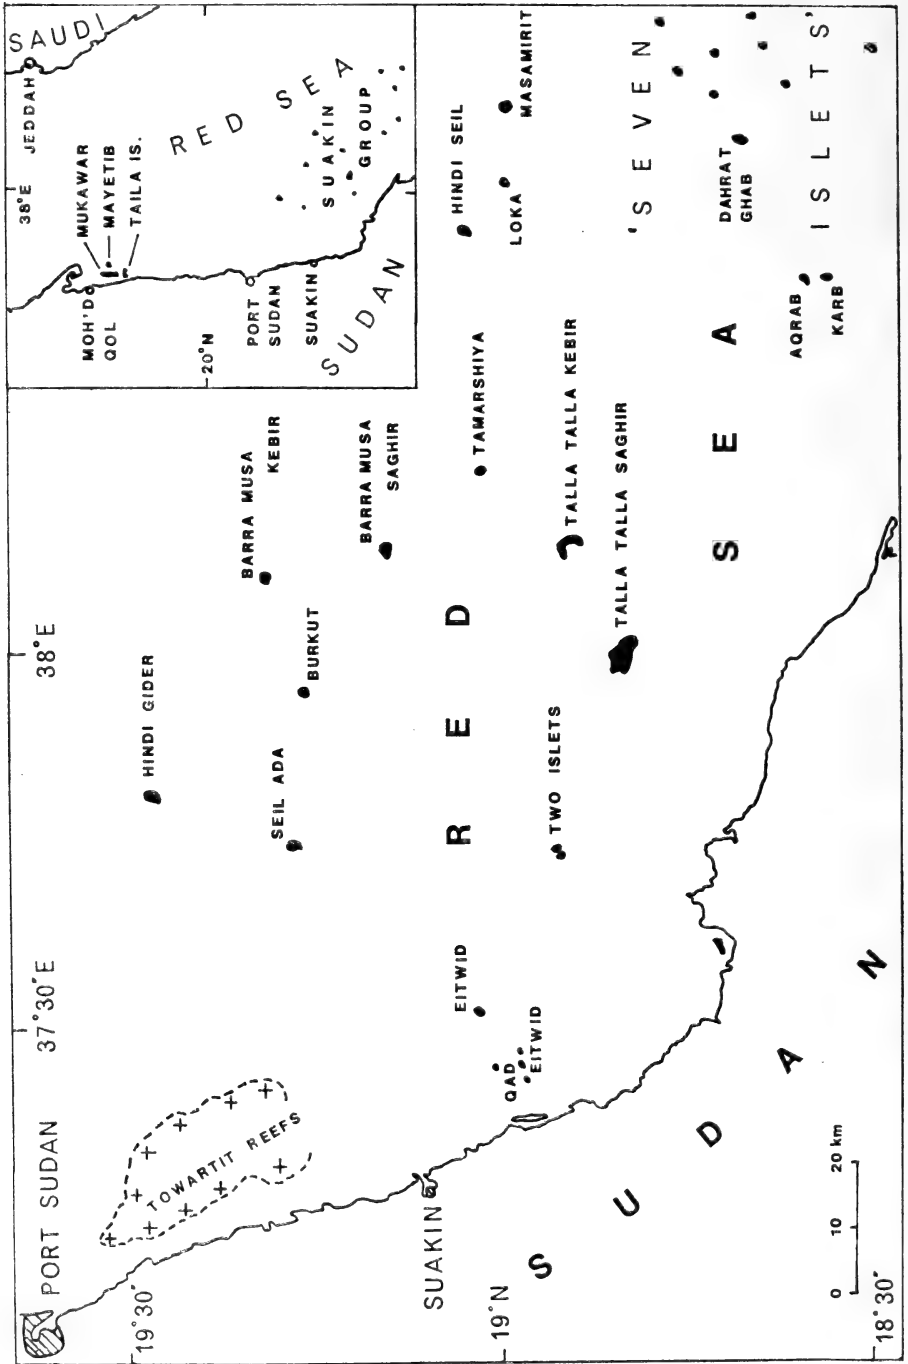 PORT SUDAN
37°30'E
38°E
19°30'
19°N
18°30'
TOWARTIT REEFS
SUAKIN
HINDI GIDER
SEIL ADA
BURKUT
BARRA MUSA
KEBIR
BARRA MUSA
SAGHIR
EITWID
QAD
EITWID
TWO ISLETS
TAMARSHIYA
TALLA TALLA KEBIR
TALLA TALLA SAGHIR
HINDI SEIL
LOKA
MASAMIRIT
'SEVEN
ISLETS'
DAHRAT
GHAB
AQRAB
KARB
RED
SEA
SUDAN
0 10 20 km
38°E
20°N
SAUDI
JEDDAH
RED SEA
MUKAWAR
MAYETIB
TAILA IS.
MOH'D
QOL
PORT
SUDAN
SUAKIN
SUDAN
SUAKIN
GROUP